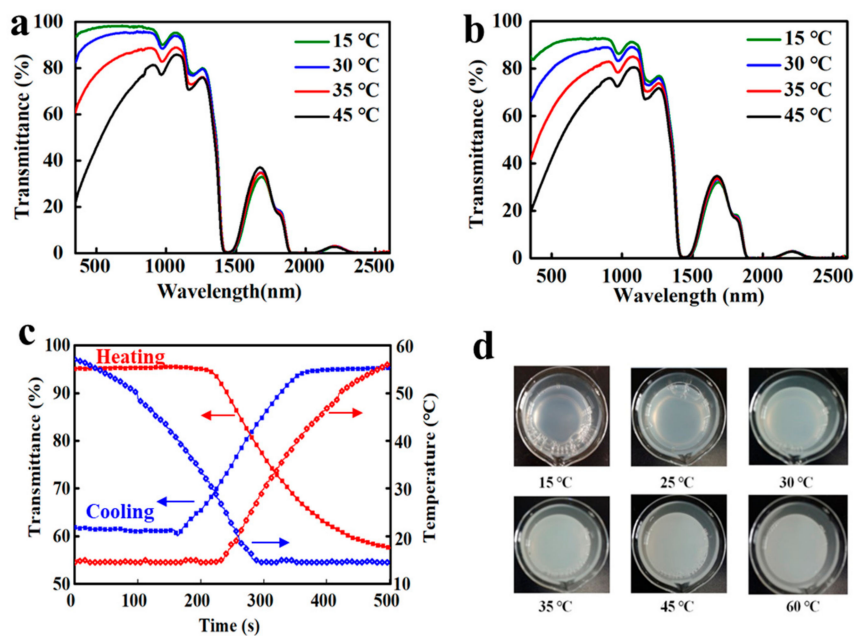 a
Transmittance (%)
100
80
60
40
20
0
500 1000 1500 2000 2500
Wavelength(nm)
15 ℃
30 ℃
35 ℃
45 ℃
b
Transmittance (%)
100
80
60
40
20
0
500 1000 1500 2000 2500
Wavelength (nm)
15 ℃
30 ℃
35 ℃
45 ℃
c
Transmittance (%)
100
90
80
70
60
50
Heating
Cooling
60
50
40
30
20
10
Temperature (℃)
0 100 200 300 400 500
Time (s)
d
15 ℃ 25 ℃ 30 ℃
35 ℃ 45 ℃ 60 ℃